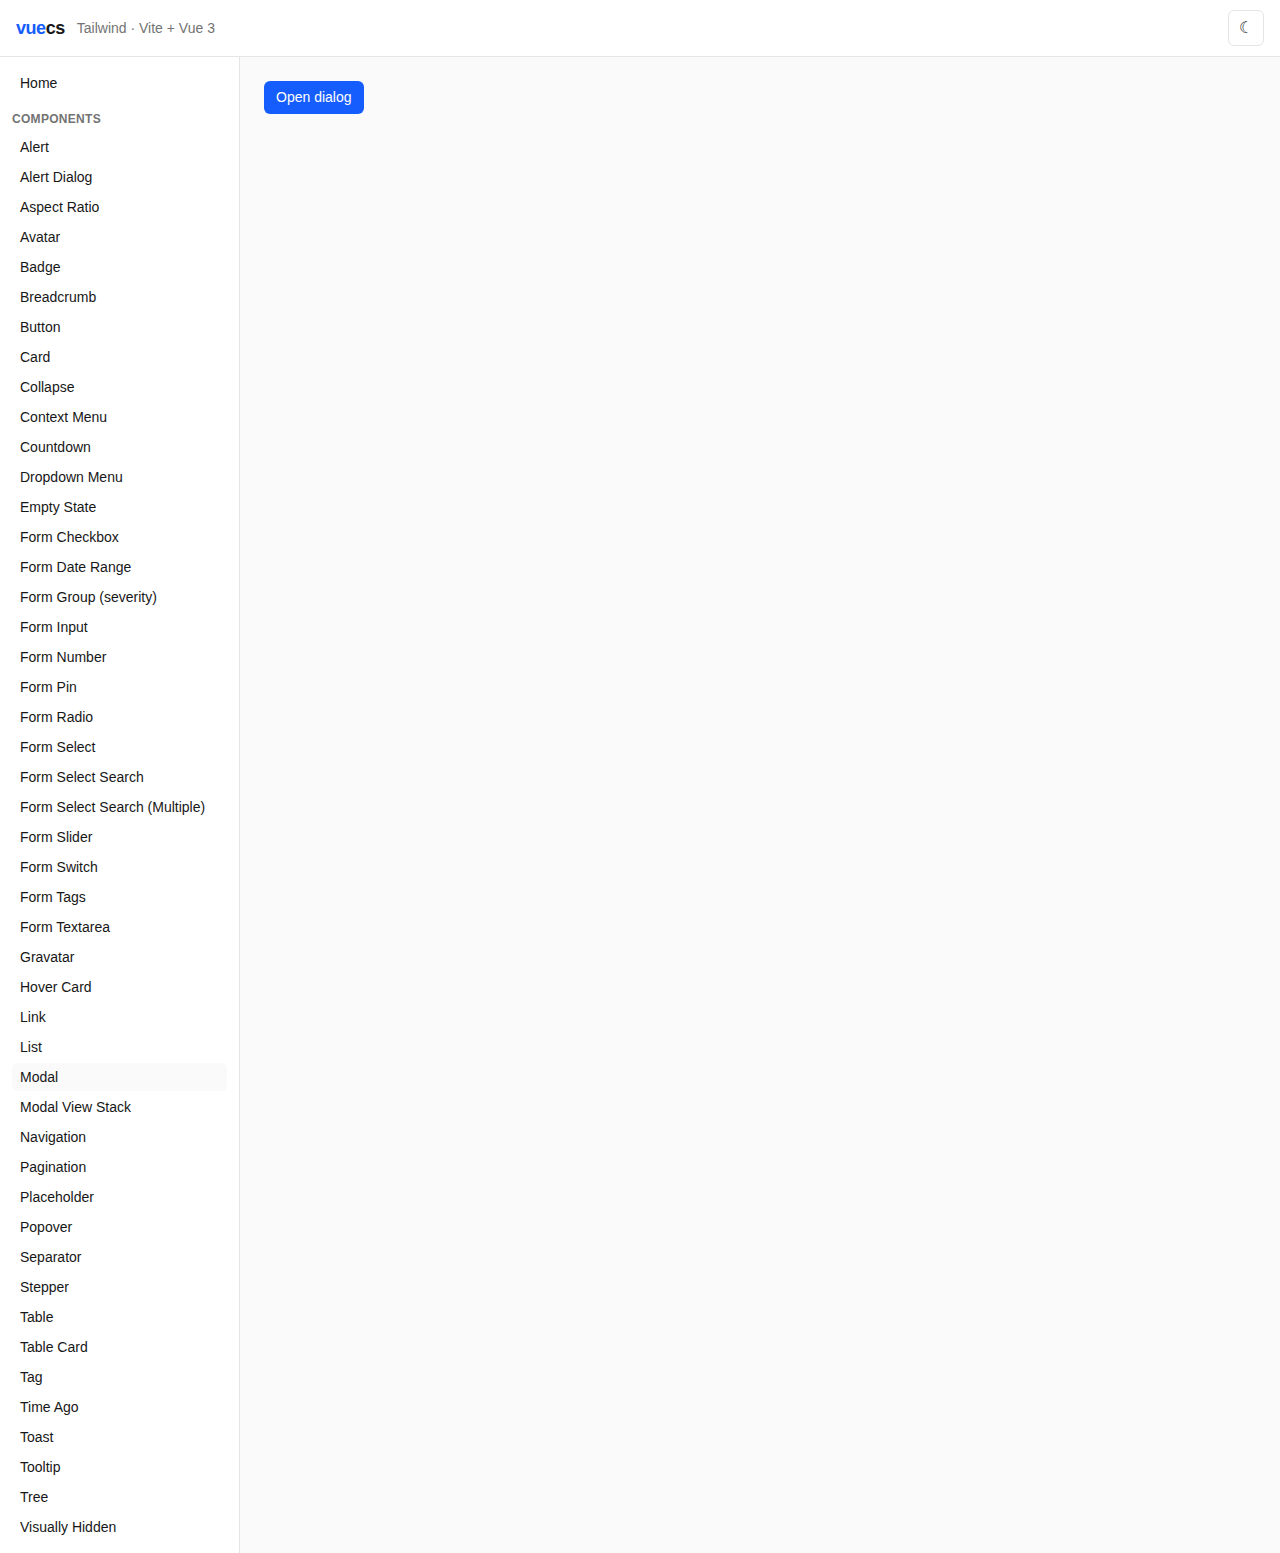 vuecs Tailwind · Vite + Vue 3
Home
Open dialog
COMPONENTS
Alert
Alert Dialog
Aspect Ratio
Avatar
Badge
Breadcrumb
Button
Card
Collapse
Context Menu
Countdown
Dropdown Menu
Empty State
Form Checkbox
Form Date Range
Form Group (severity)
Form Input
Form Number
Form Pin
Form Radio
Form Select
Form Select Search
Form Select Search (Multiple)
Form Slider
Form Switch
Form Tags
Form Textarea
Gravatar
Hover Card
Link
List
Modal
Modal View Stack
Navigation
Pagination
Placeholder
Popover
Separator
Stepper
Table
Table Card
Tag
Time Ago
Toast
Tooltip
Tree
Visually Hidden